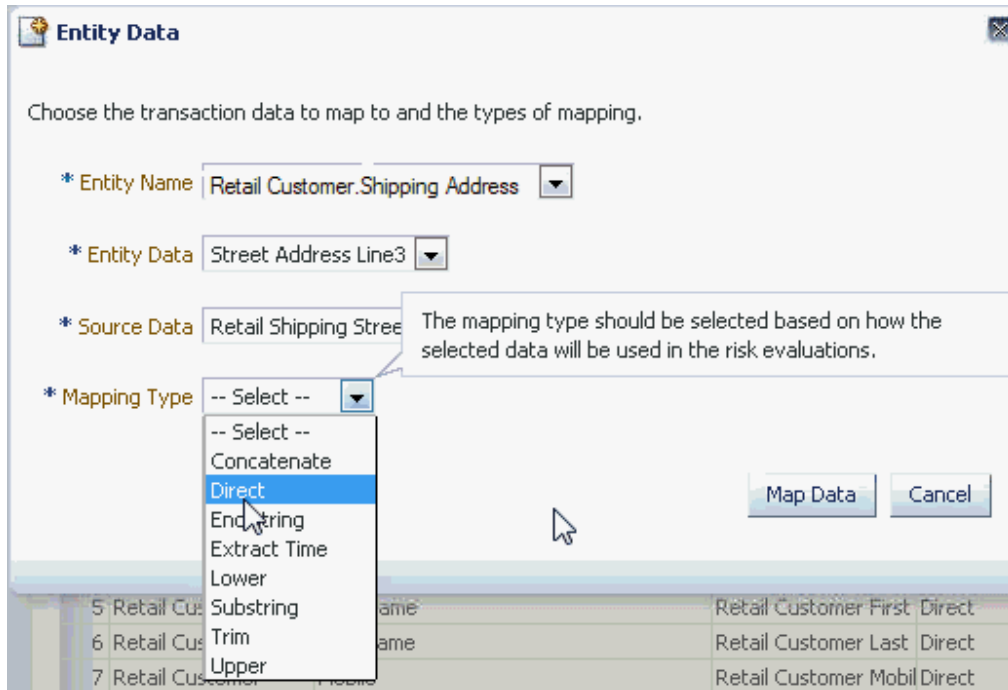 Entity Data
Choose the transaction data to map to and the types of mapping.
* Entity Name Retail Customer.Shipping Address
* Entity Data Street Address Line3
* Source Data Retail Shipping Stree
The mapping type should be selected based on how the
selected data will be used in the risk evaluations.
* Mapping Type -- Select --
-- Select --
Concatenate
Direct
Endstring
Extract Time
Lower
Substring
Trim
Upper
Map Data Cancel
5 Retail Cus ame Retail Customer First Direct
6 Retail Cus ame Retail Customer Last Direct
7 Retail Customer Mobile Retail Customer Mobil Direct